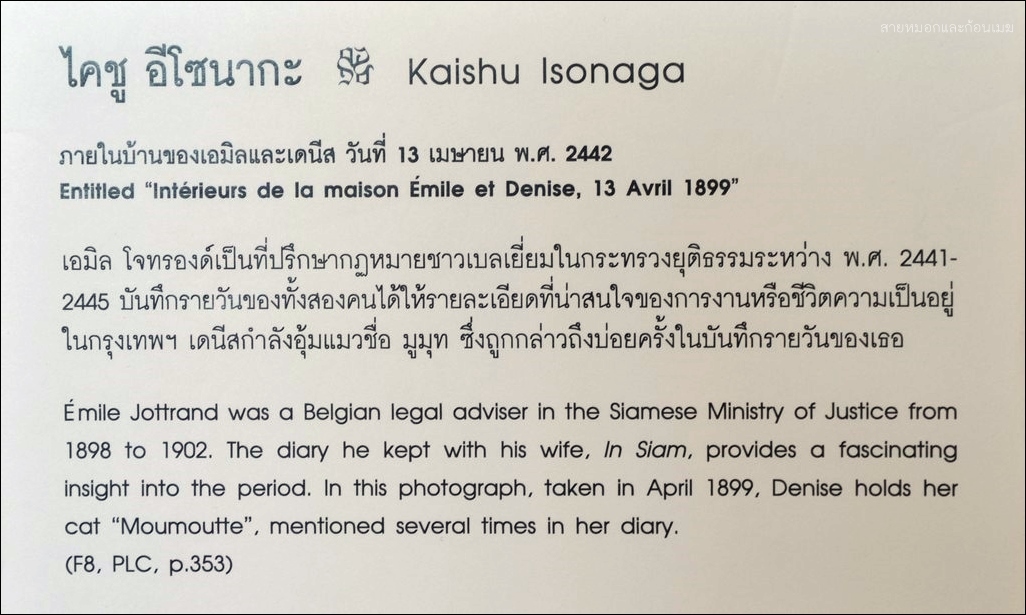 สายหมอกและก้อนเมฆ
ไคชู อีโซนากะ Kaishu Isonaga
ภายในบ้านของเอมิลและเดนีส วันที่ 13 เมษายน พ.ศ. 2442
Entitled “Intérieurs de la maison Émile et Denise, 13 Avril 1899”
เอมิล โจทรองด์เป็นที่ปรึกษากฎหมายชาวเบลเยี่ยมในกระทรวงยุติธรรมระหว่าง พ.ศ. 2441-
2445 บันทึกรายวันของทั้งสองคนได้ให้รายละเอียดที่น่าสนใจของการงานหรือชีวิตความเป็นอยู่
ในกรุงเทพฯ เดนีสกำลังอุ้มแมวชื่อ มูมุท ซึ่งถูกกล่าวถึงบ่อยครั้งในบันทึกรายวันของเธอ
Émile Jottrand was a Belgian legal adviser in the Siamese Ministry of Justice from
1898 to 1902. The diary he kept with his wife, In Siam, provides a fascinating
insight into the period. In this photograph, taken in April 1899, Denise holds her
cat “Moumoutte”, mentioned several times in her diary.
(F8, PLC, p.353)